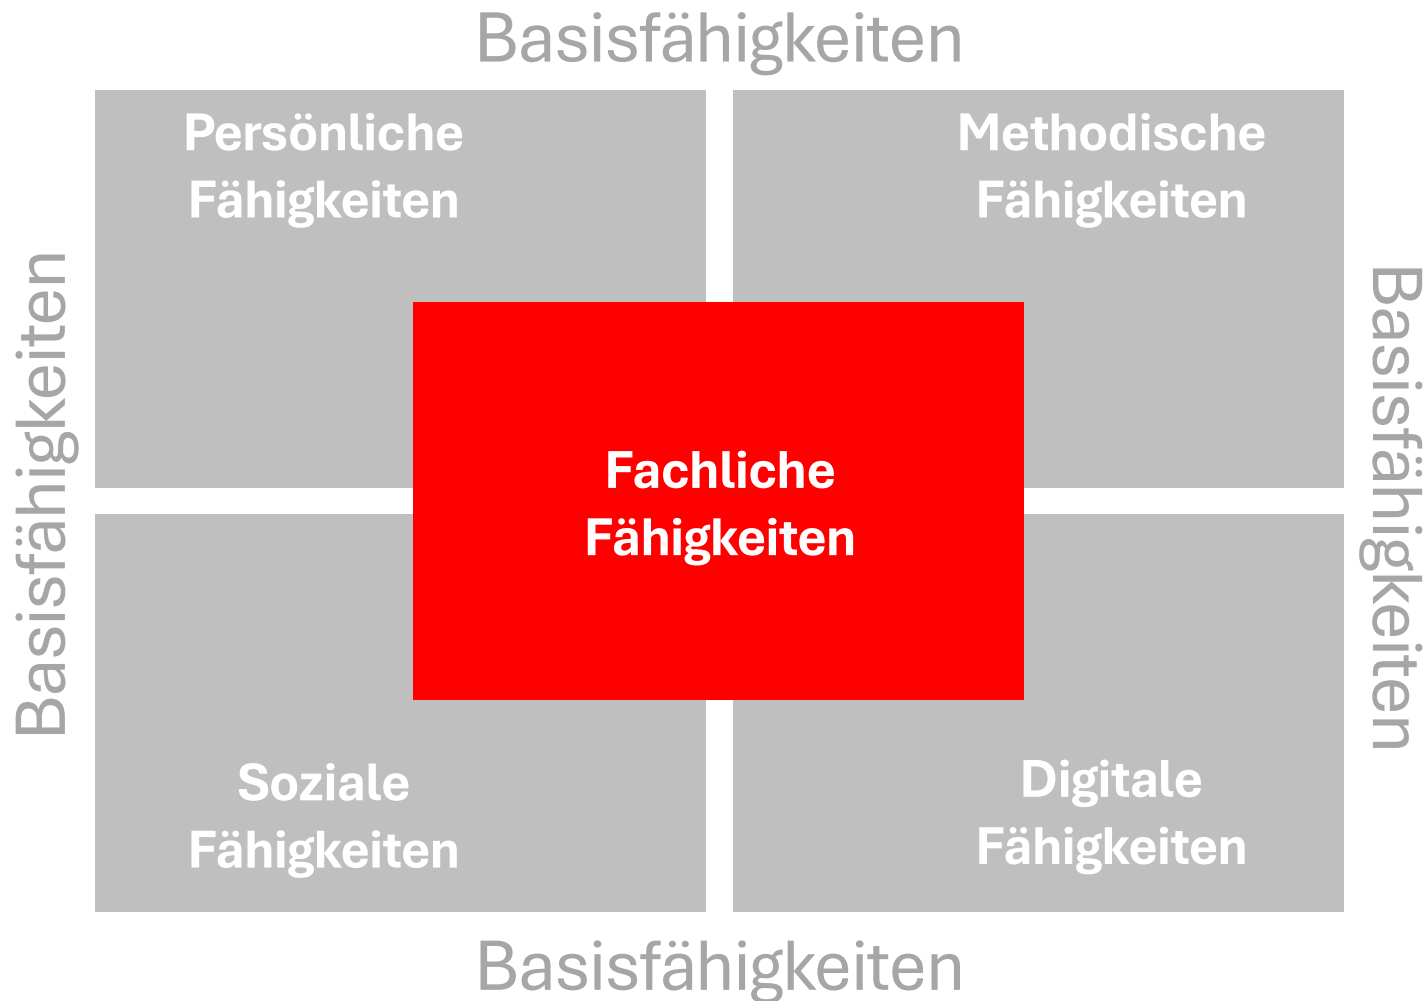 Basisfähigkeiten
Persönliche
Fähigkeiten
Methodische
Fähigkeiten
Basisfähigkeiten
Basisfähigkeiten
Fachliche
Fähigkeiten
Soziale
Fähigkeiten
Digitale
Fähigkeiten
Basisfähigkeiten